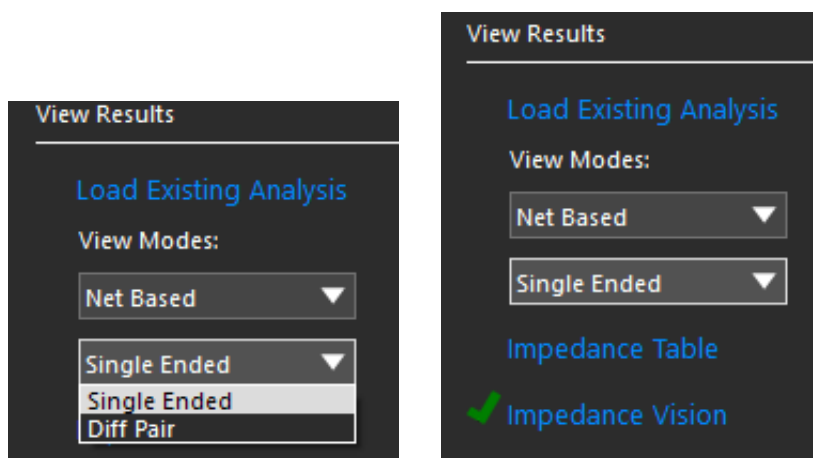 View Results
Load Existing Analysis
View Modes:
Net Based
Single Ended
Single Ended
Diff Pair
View Results
Load Existing Analysis
View Modes:
Net Based
Single Ended
Impedance Table
Impedance Vision